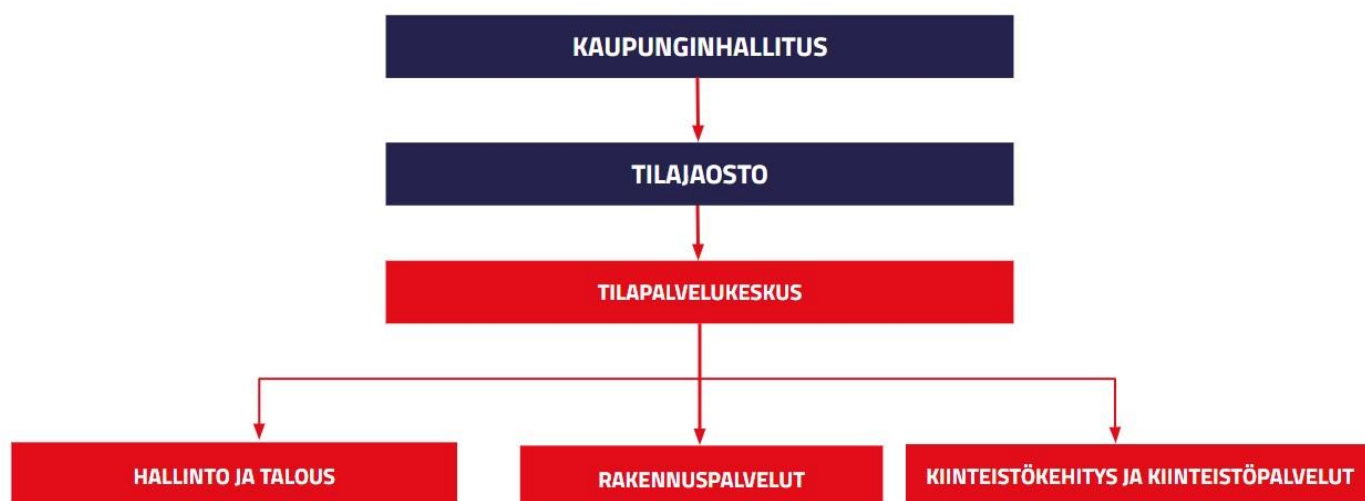 KAUPUNGINHALLITUS
TILAJAOSTO
TILAPALVELUKESKUS
HALLINTO JA TALOUS
RAKENNUSPALVELUT
KIINTEISTÖKEHITYS JA KIINTEISTÖPALVELUT